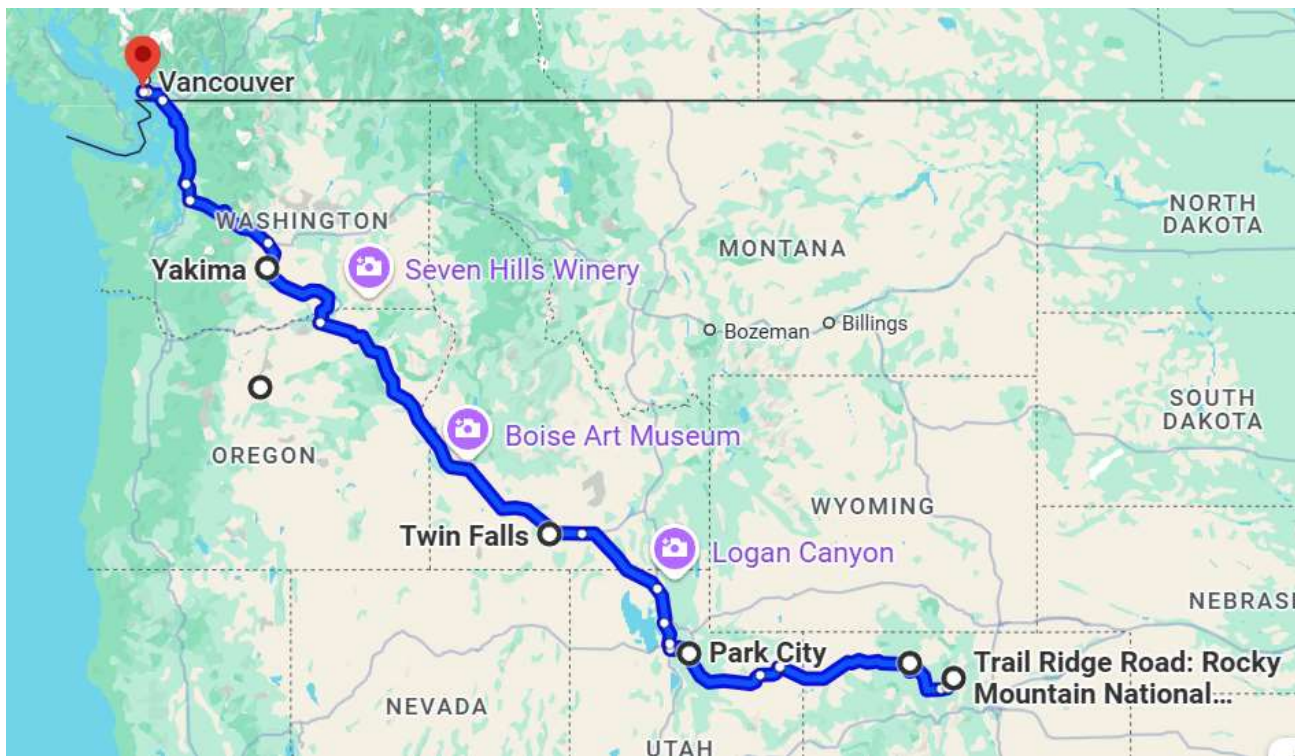 Vancouver
WASHINGTON
NORTH
DAKOTA
MONTANA
Yakima
Seven Hills Winery
Bozeman
Billings
SOUTH
DAKOTA
Boise Art Museum
OREGON
WYOMING
Twin Falls
Logan Canyon
NEBRASI
Park City
Trail Ridge Road: Rocky
Mountain National...
NEVADA
UTAH